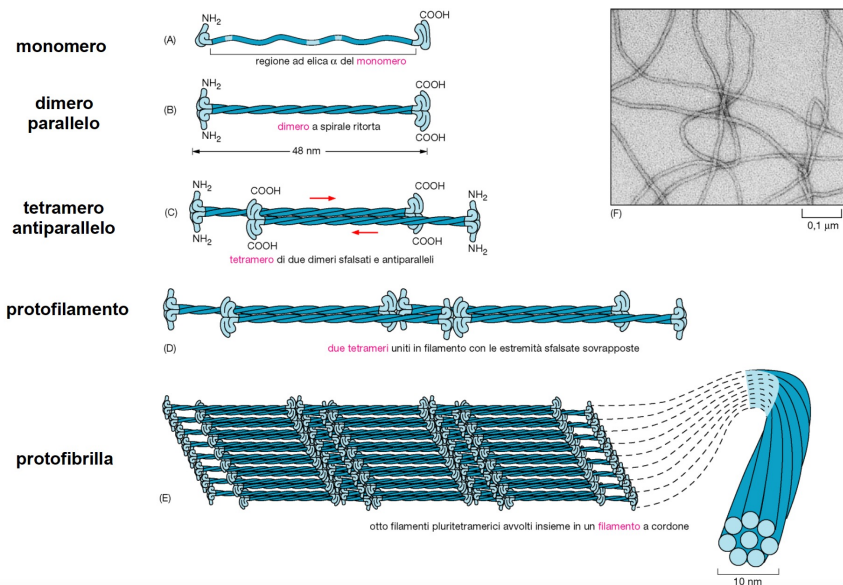 monomero
(A)
NH2
COOH
regione ad elica α del monomero
dimero
parallelo
(B)
NH2
COOH
NH2
COOH
dimero a spirale ritorta
48 nm
tetramero
antiparallelo
(C)
NH2
COOH
COOH
NH2
NH2
COOH
COOH
NH2
tetramero di due dimeri sfalsati e antiparalleli
(F)
0,1 µm
protofilamento
(D)
due tetrameri uniti in filamento con le estremità sfalsate sovrapposte
protofibrilla
(E)
otto filamenti pluritetramerici avvolti insieme in un filamento a cordone
10 nm